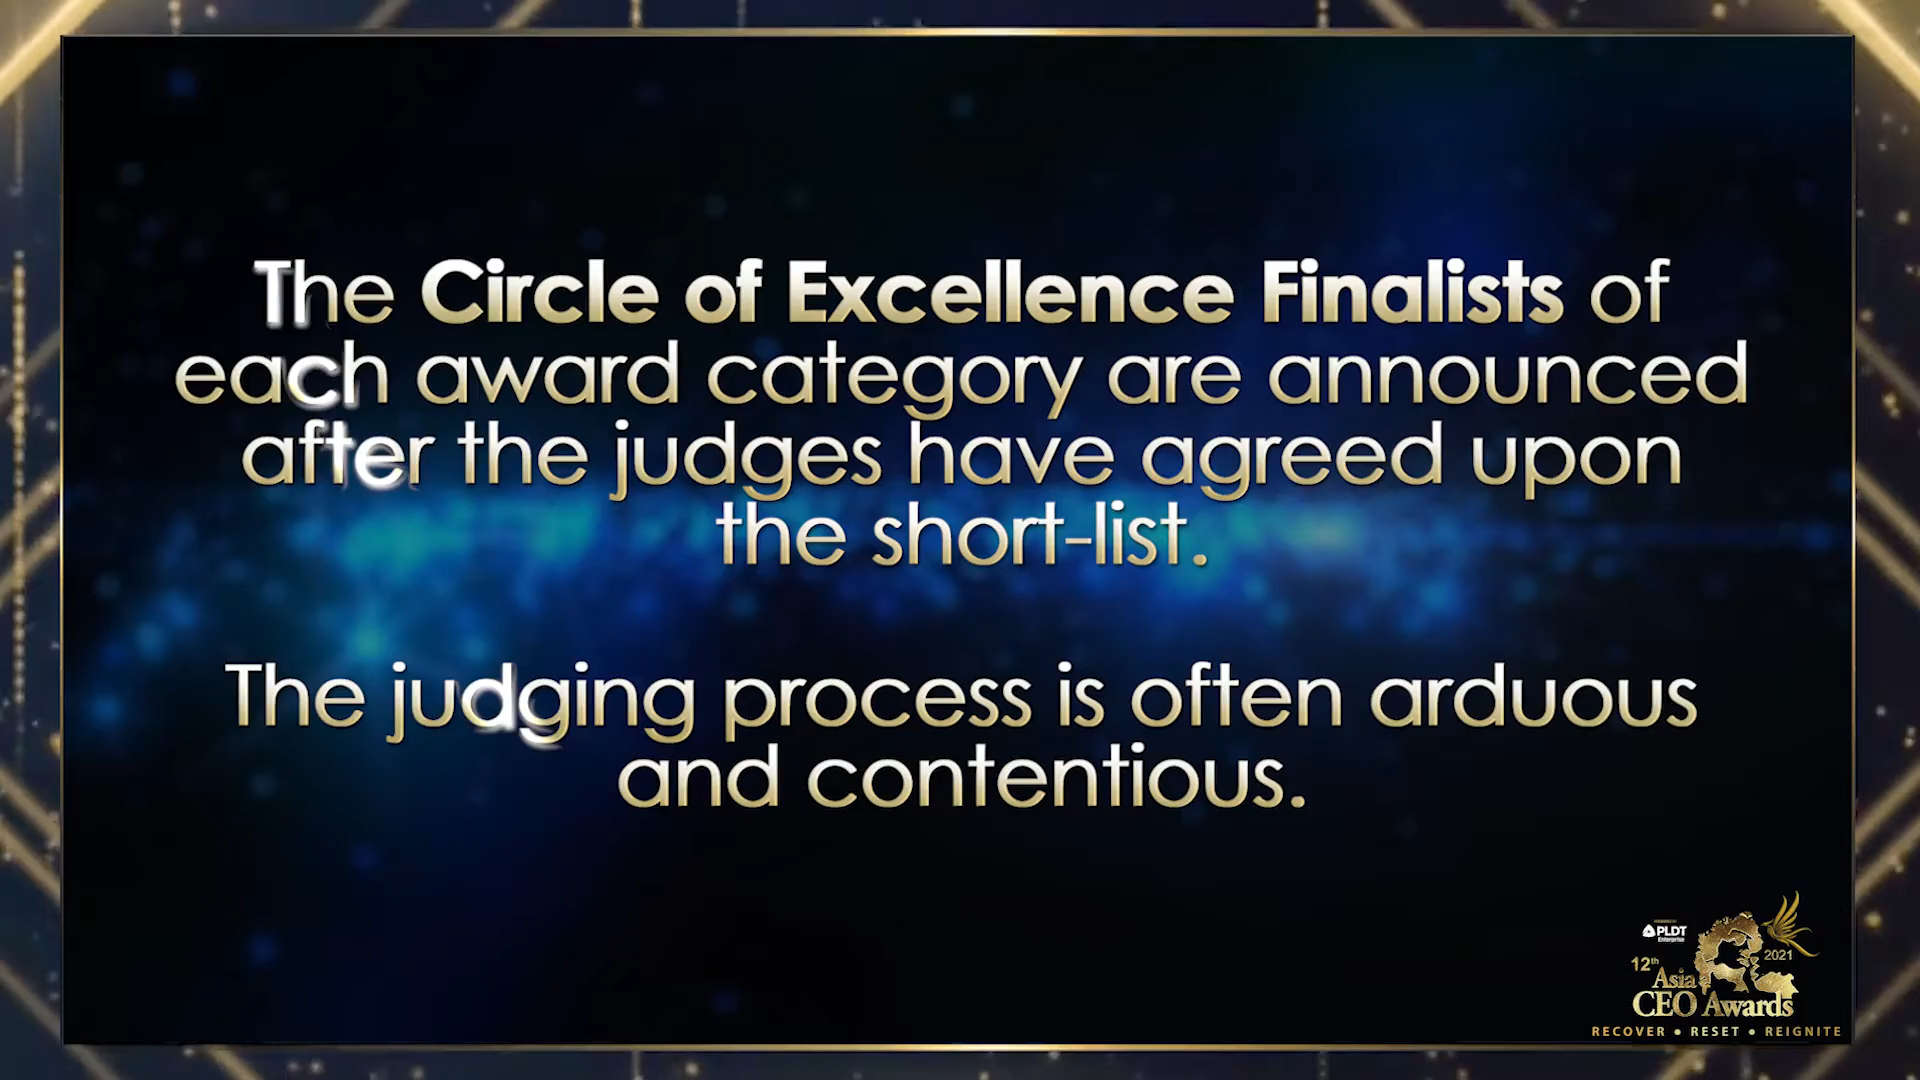 The Circle of Excellence Finalists of
each award category are announced
after the judges have agreed upon
the short-list.
The judging process is often arduous
and contentious.
PLDT
Enterprise
12th
2021
Asia
CEO Awards
RECOVER • RESET • REIGNITE